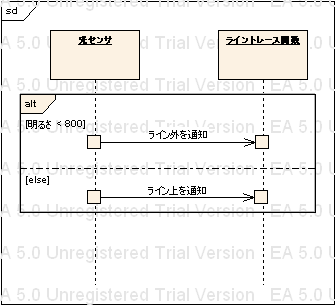 sd
光センサ
ライントレース関数
alt
[明るさ < 800]
ライン外を通知
[else]
ライン上を通知
EA 5.0 Unregistered Trial Version